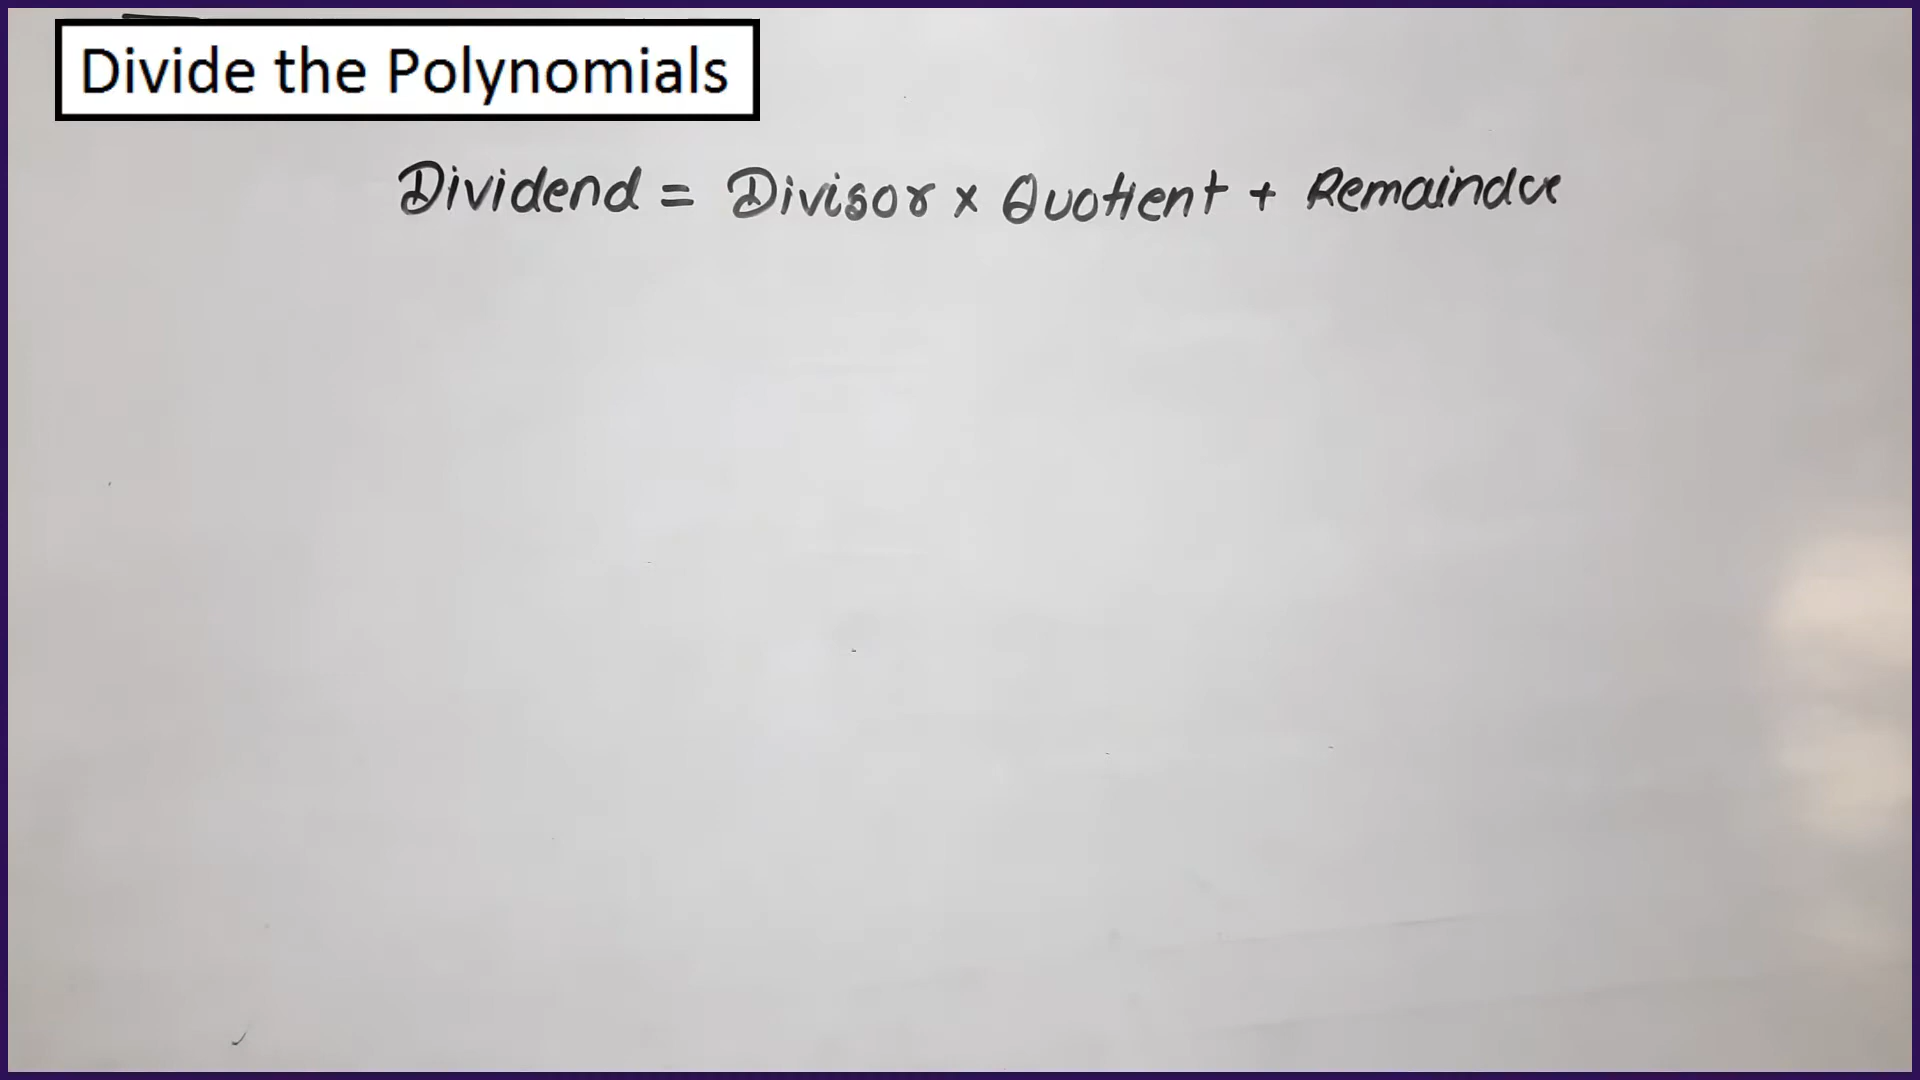 Divide the Polynomials
Dividend = Divisor × Quotient + Remainder